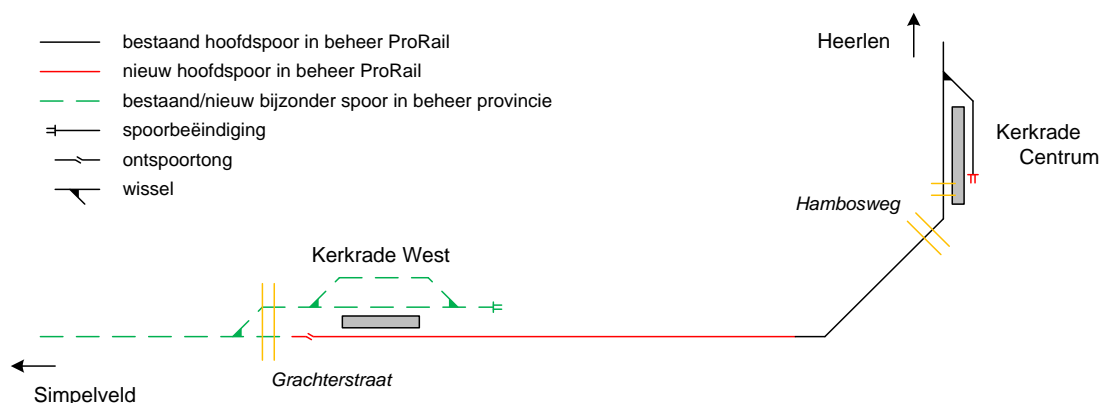 bestaand hoofdspoor in beheer ProRail
nieuw hoofdspoor in beheer ProRail
bestaand/nieuw bijzonder spoor in beheer provincie
spoorbeëindiging
ontspoortong
wissel
Heerlen
Kerkrade
Centrum
Hambosweg
Kerkrade West
Grachterstraat
Simpelveld